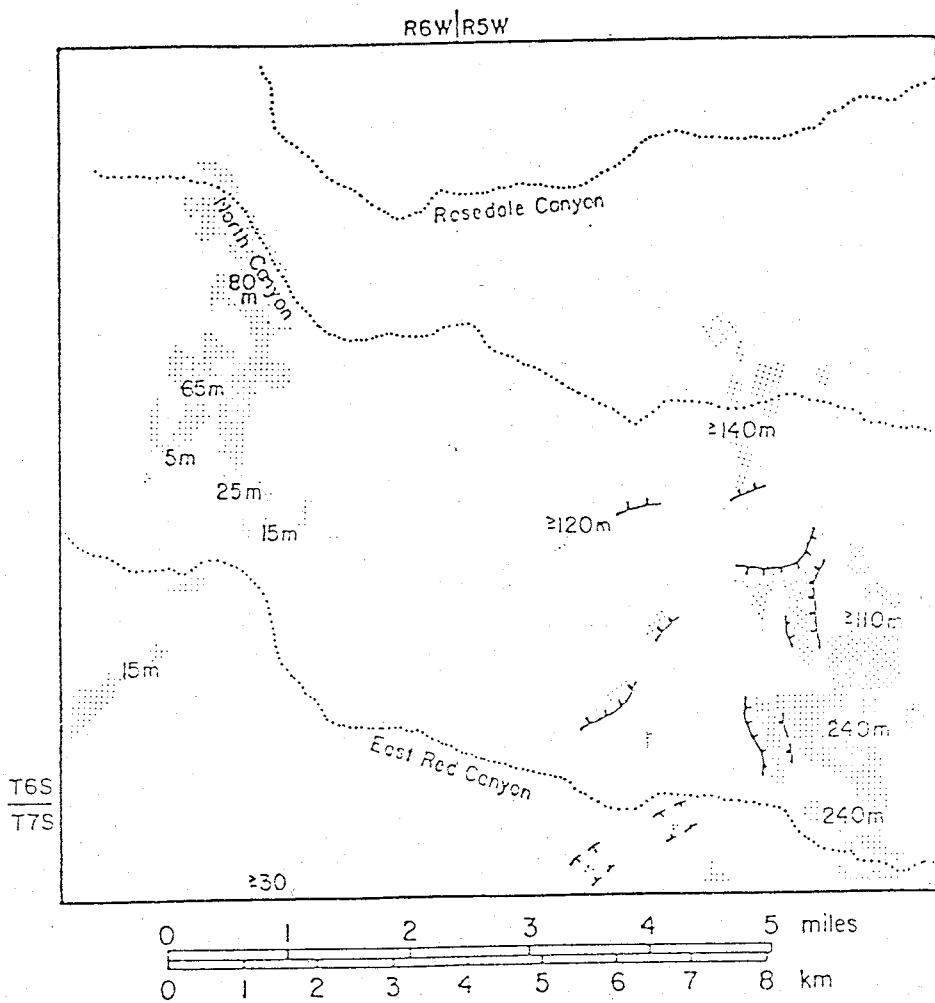 R6W|R5W
Rosedale Canyon
North Canyon
80
m
65m
≥140m
5m
25m
≥120m
15m
≥110m
15m
240m
East Red Canyon
T6S
T7S
240m
≥30
0 1 2 3 4 5 miles
0 1 2 3 4 5 6 7 8 km